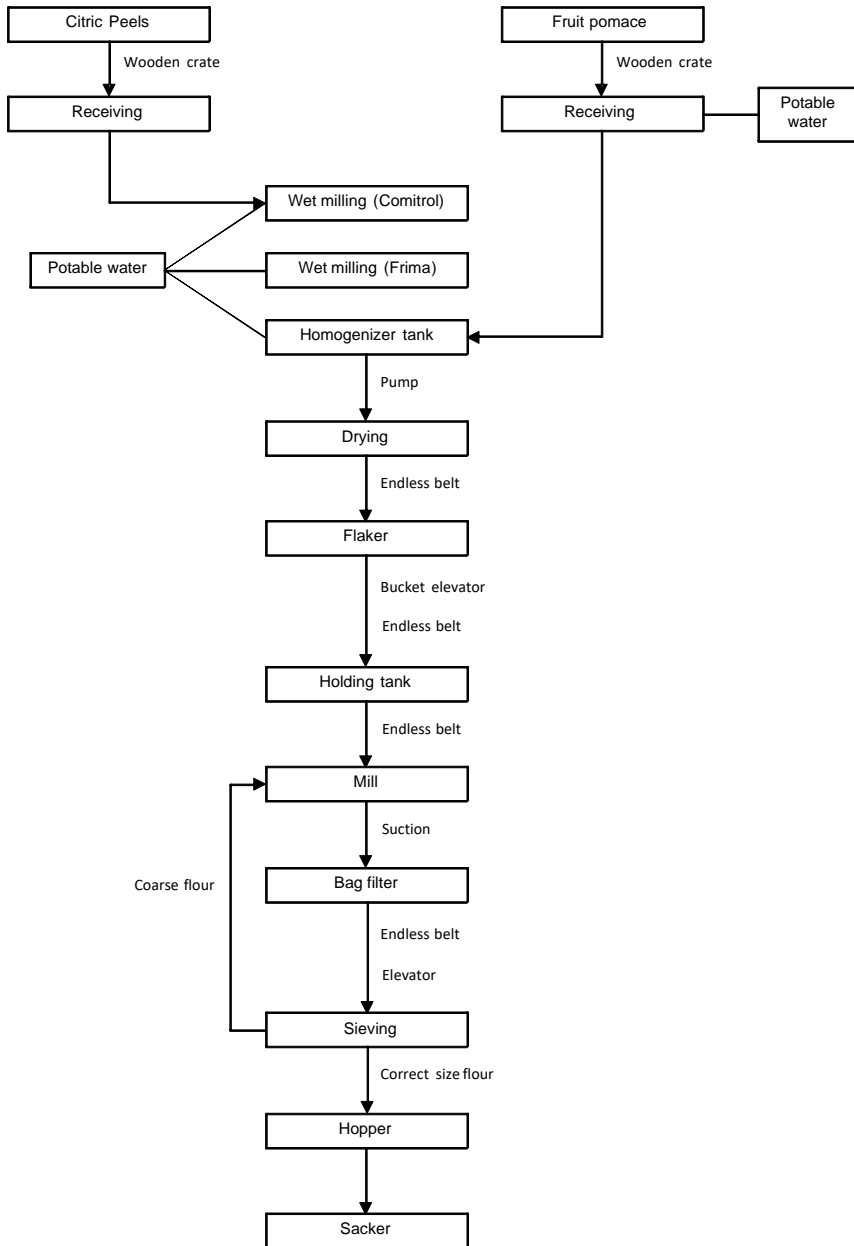 Citric Peels
Fruit pomace
Wooden crate
Wooden crate
Receiving
Receiving
Potable
water
Wet milling (Comitrol)
Potable water
Wet milling (Frima)
Homogenizer tank
Pump
Drying
Endless belt
Flaker
Bucket elevator
Endless belt
Holding tank
Endless belt
Mill
Suction
Coarse flour
Bag filter
Endless belt
Elevator
Sieving
Correct size flour
Hopper
Sacker